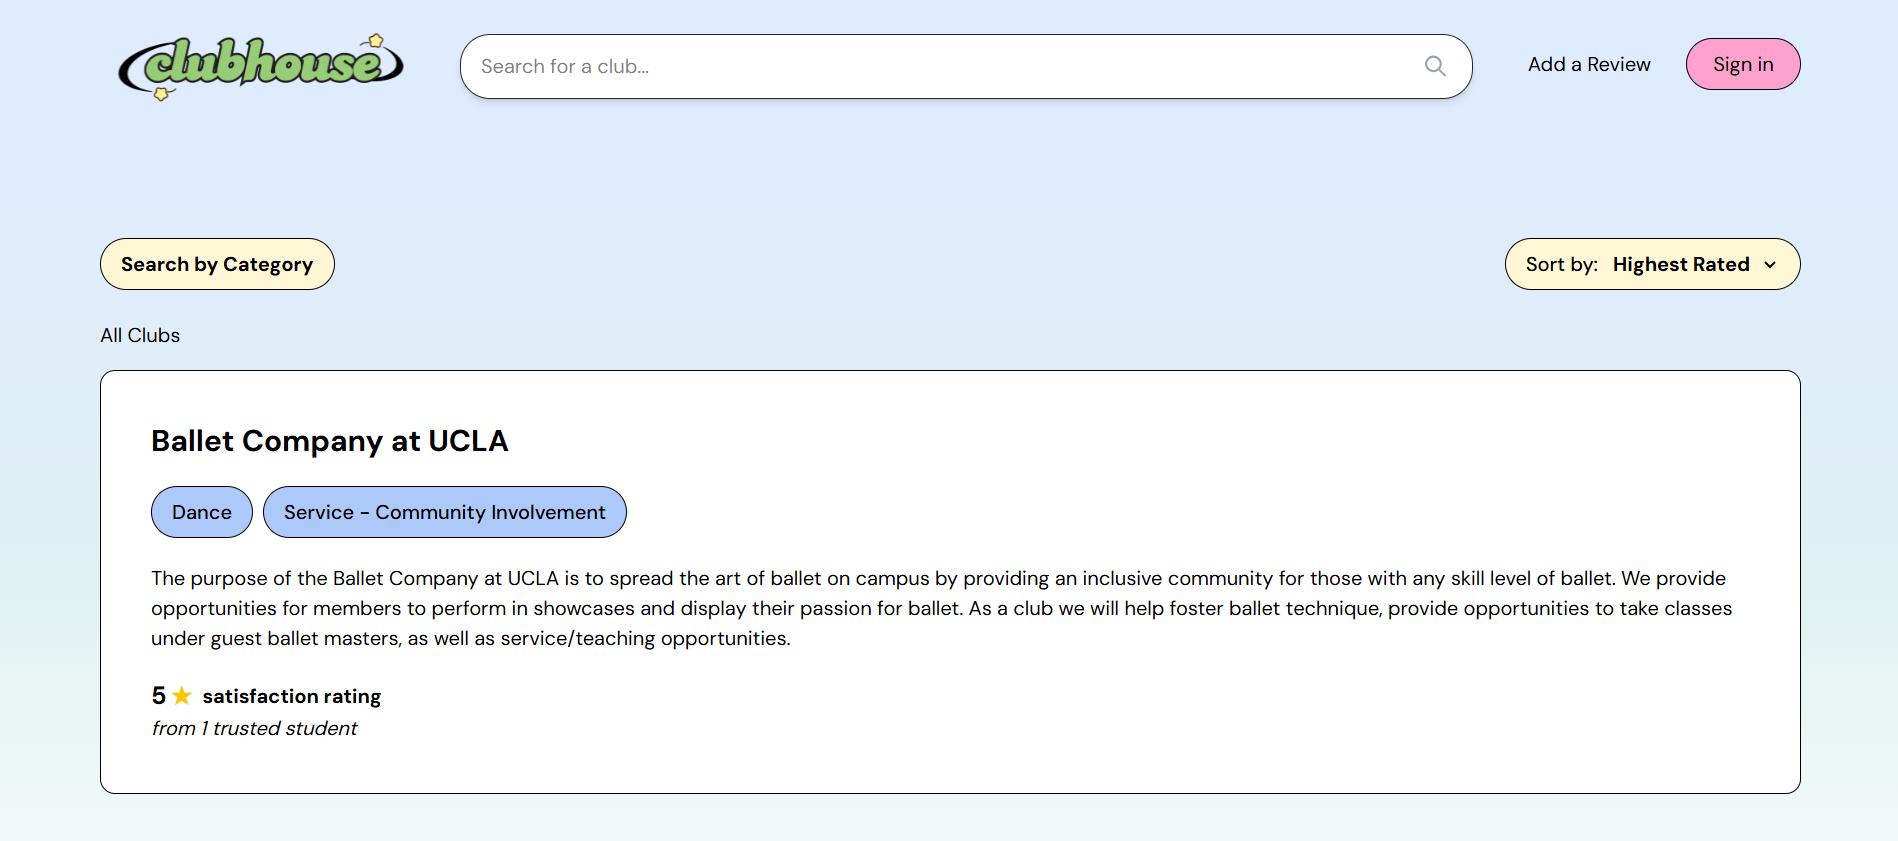 clubhouse
Search for a club...
Add a Review
Sign in
Search by Category
Sort by: Highest Rated
All Clubs
Ballet Company at UCLA
Dance
Service - Community Involvement
The purpose of the Ballet Company at UCLA is to spread the art of ballet on campus by providing an inclusive community for those with any skill level of ballet. We provide
opportunities for members to perform in showcases and display their passion for ballet. As a club we will help foster ballet technique, provide opportunities to take classes
under guest ballet masters, as well as service/teaching opportunities.
5 satisfaction rating
from 1 trusted student